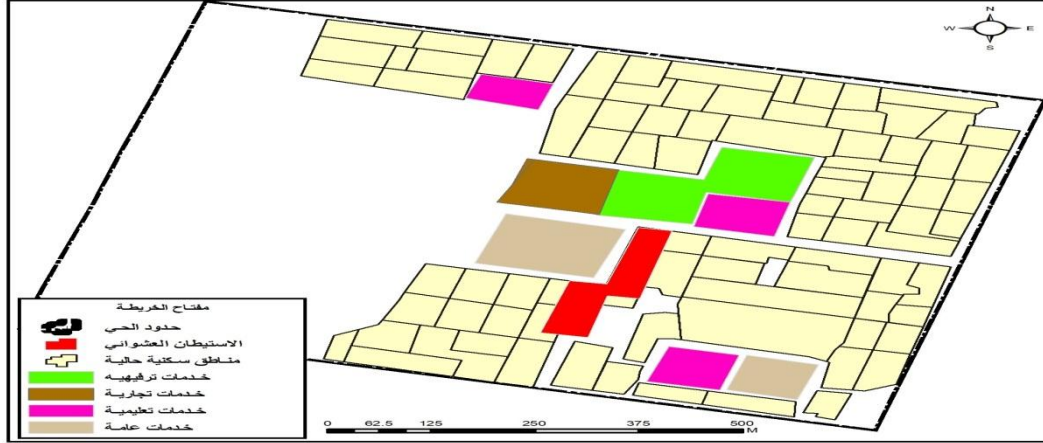 N
W E
S
مفتاح الخريطة
حدود الحي
الاستيطان العشوائي
مناطق سكنية حالية
خدمات ترفيهيه
خدمات تجارية
خدمات تعليمية
خدمات عامة
0 62.5 125 250 375 500
M